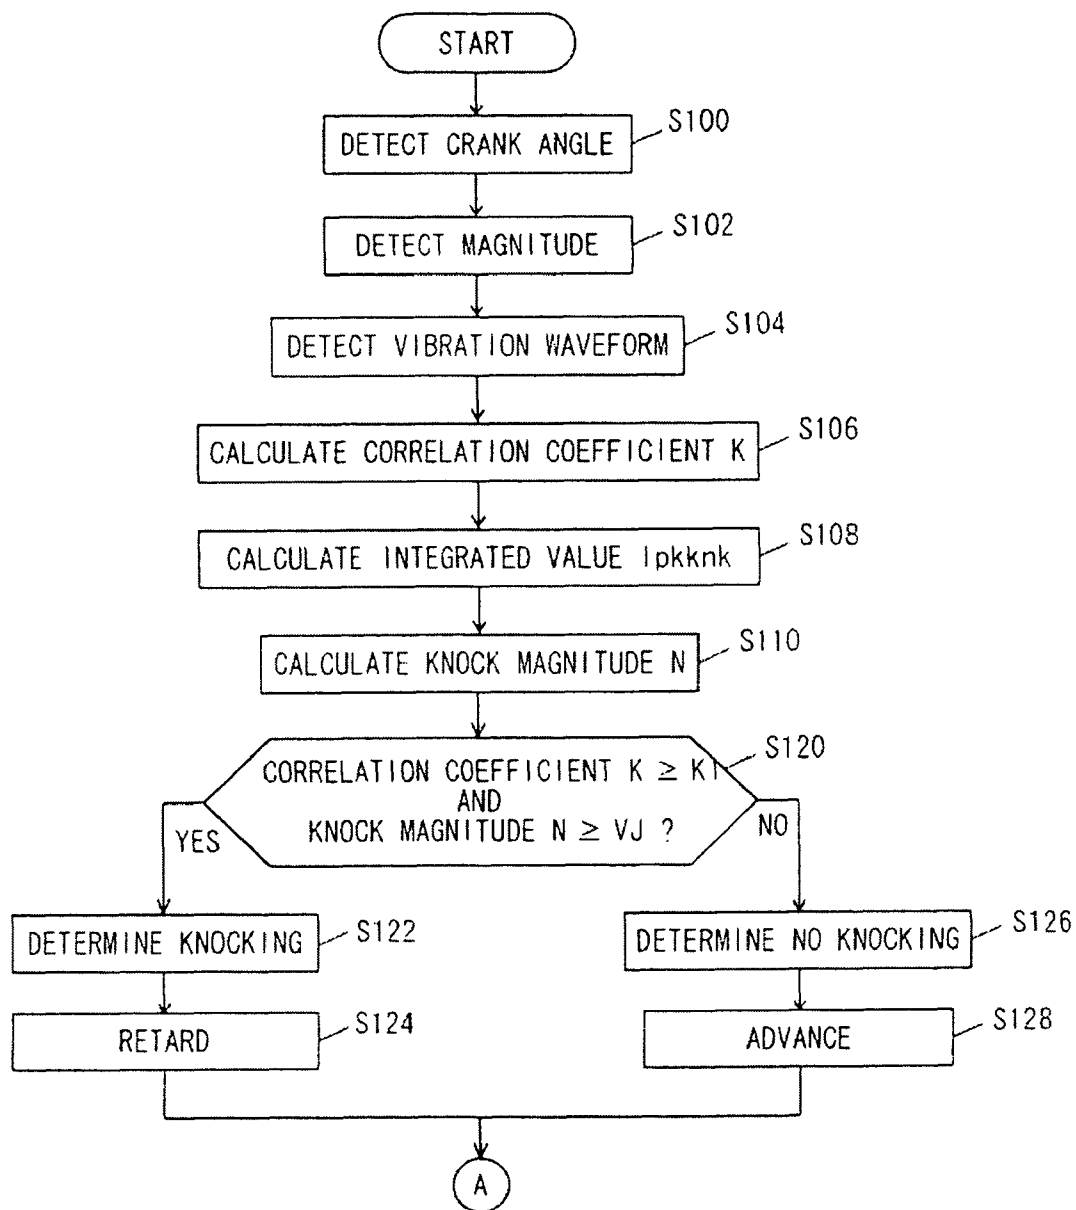 START
DETECT CRANK ANGLE
S100
DETECT MAGNITUDE
S102
DETECT VIBRATION WAVEFORM
S104
CALCULATE CORRELATION COEFFICIENT K
S106
CALCULATE INTEGRATED VALUE lpkknk
S108
CALCULATE KNOCK MAGNITUDE N
S110
CORRELATION COEFFICIENT K ≥ K1
AND
KNOCK MAGNITUDE N ≥ VJ ?
S120
YES
NO
DETERMINE KNOCKING
S122
DETERMINE NO KNOCKING
S126
RETARD
S124
ADVANCE
S128
A